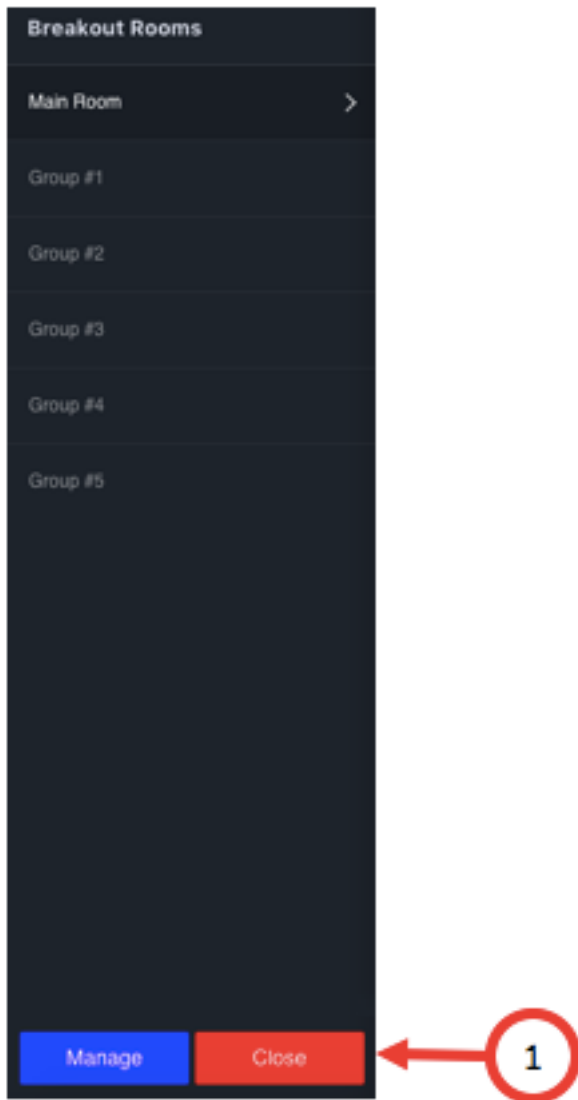 Breakout Rooms
Main Room
Group #1
Group #2
Group #3
Group #4
Group #5
Manage Close
1